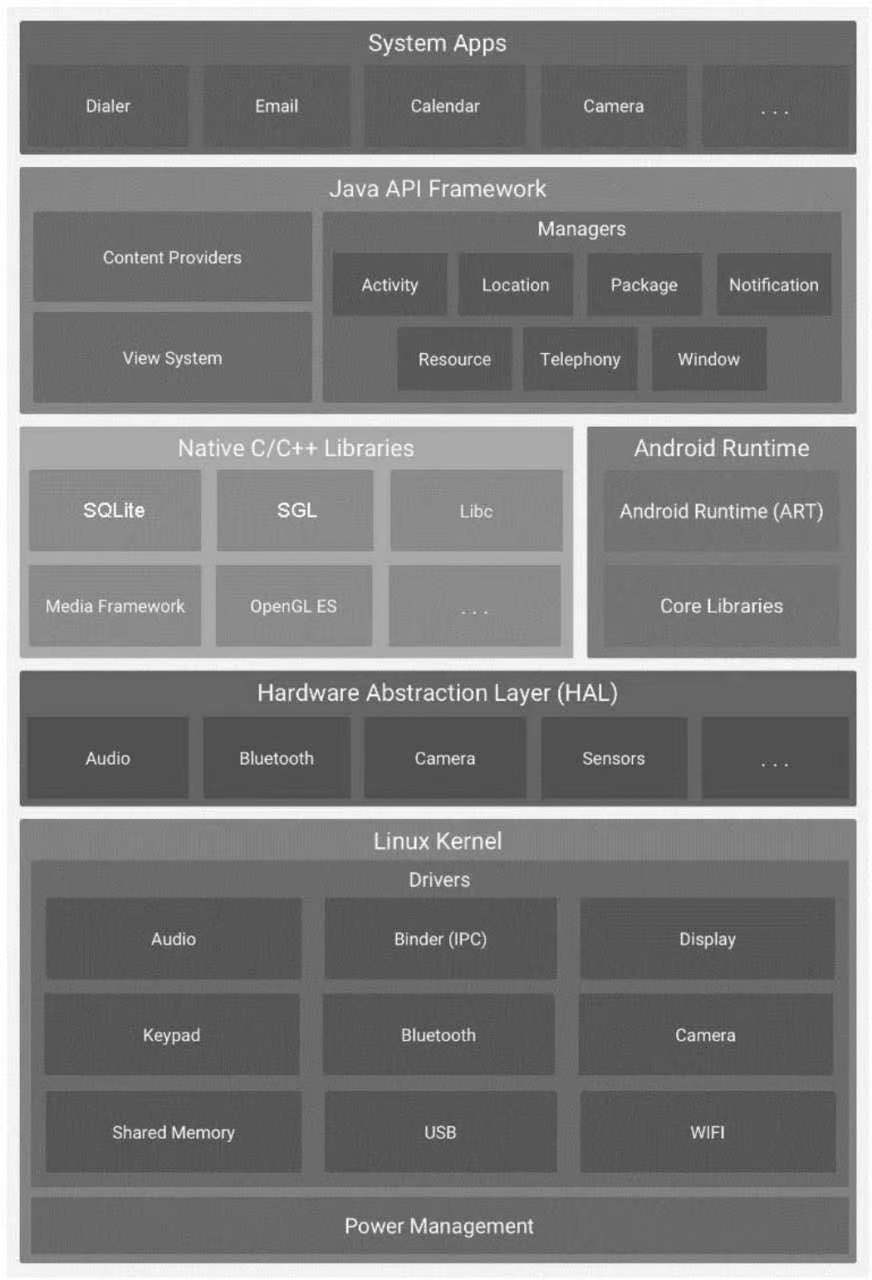 System Apps
Dialer Email Calendar Camera . . .
Java API Framework
Content Providers
View System
Managers
Activity Location Package Notification
Resource Telephony Window
Native C/C++ Libraries
SQLite SGL Libc
Media Framework OpenGL ES . . .
Android Runtime
Android Runtime (ART)
Core Libraries
Hardware Abstraction Layer (HAL)
Audio Bluetooth Camera Sensors . . .
Linux Kernel
Drivers
Audio Binder (IPC) Display
Keypad Bluetooth Camera
Shared Memory USB WIFI
Power Management